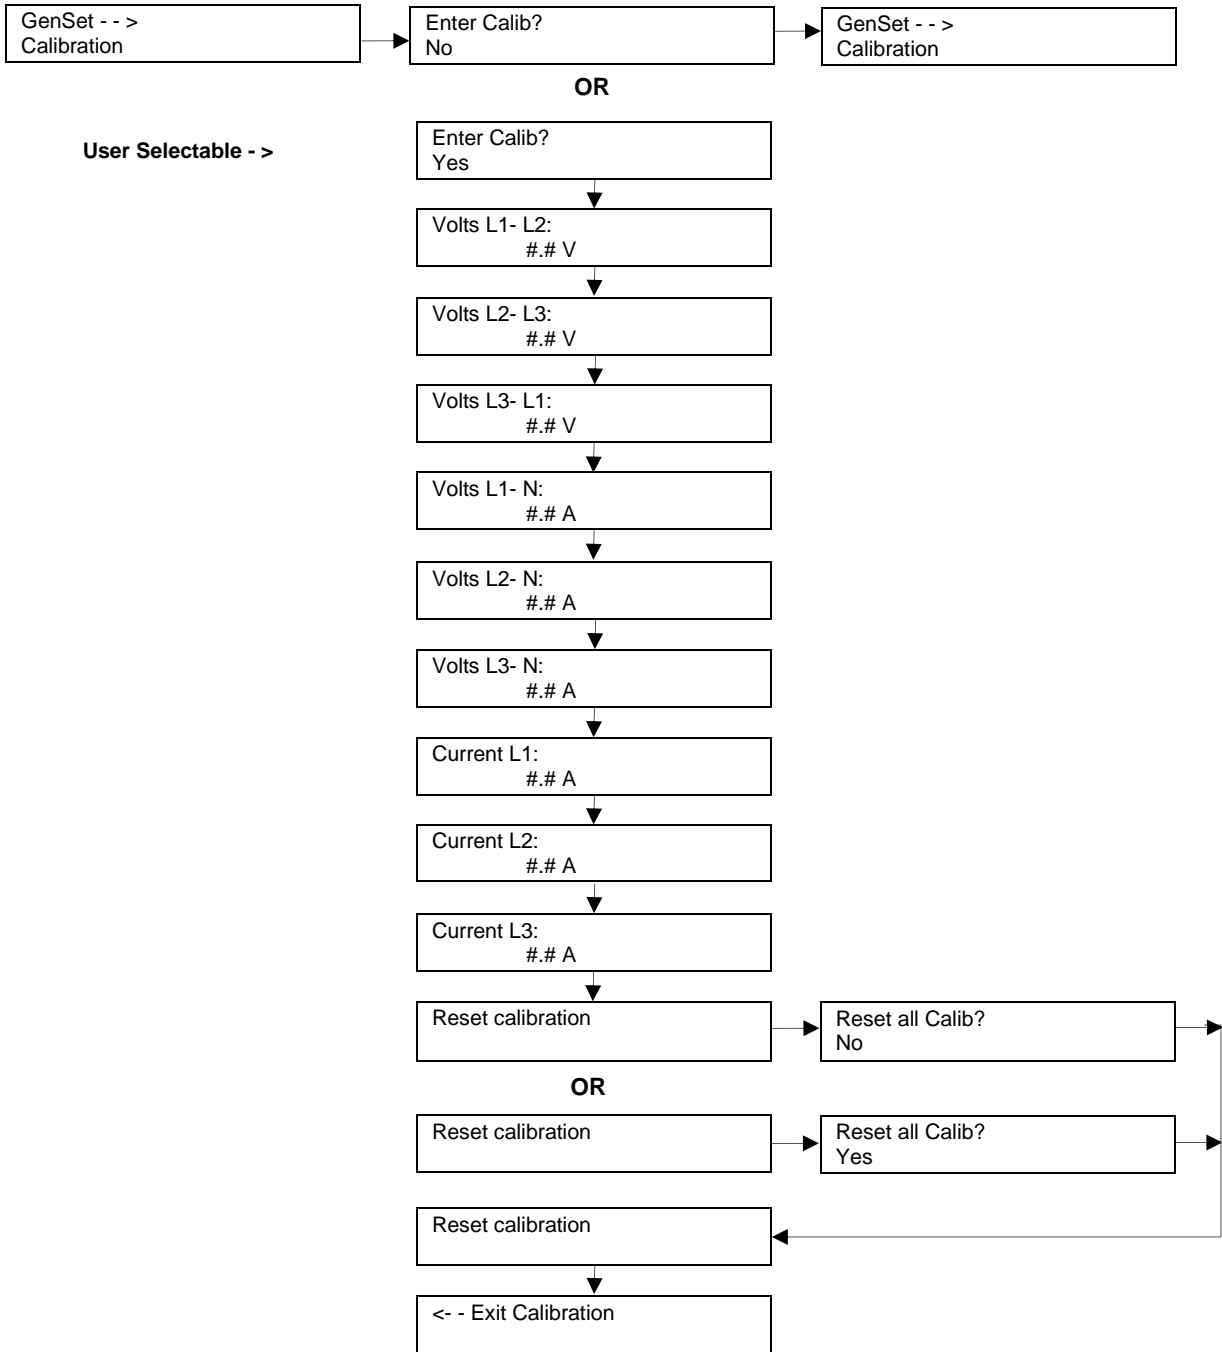 GenSet - - >
Calibration
Enter Calib?
No
GenSet - - >
Calibration
OR
User Selectable - >
Enter Calib?
Yes
Volts L1- L2:
#.# V
Volts L2- L3:
#.# V
Volts L3- L1:
#.# V
Volts L1- N:
#.# A
Volts L2- N:
#.# A
Volts L3- N:
#.# A
Current L1:
#.# A
Current L2:
#.# A
Current L3:
#.# A
Reset calibration
Reset all Calib?
No
OR
Reset calibration
Reset all Calib?
Yes
Reset calibration
<- - Exit Calibration